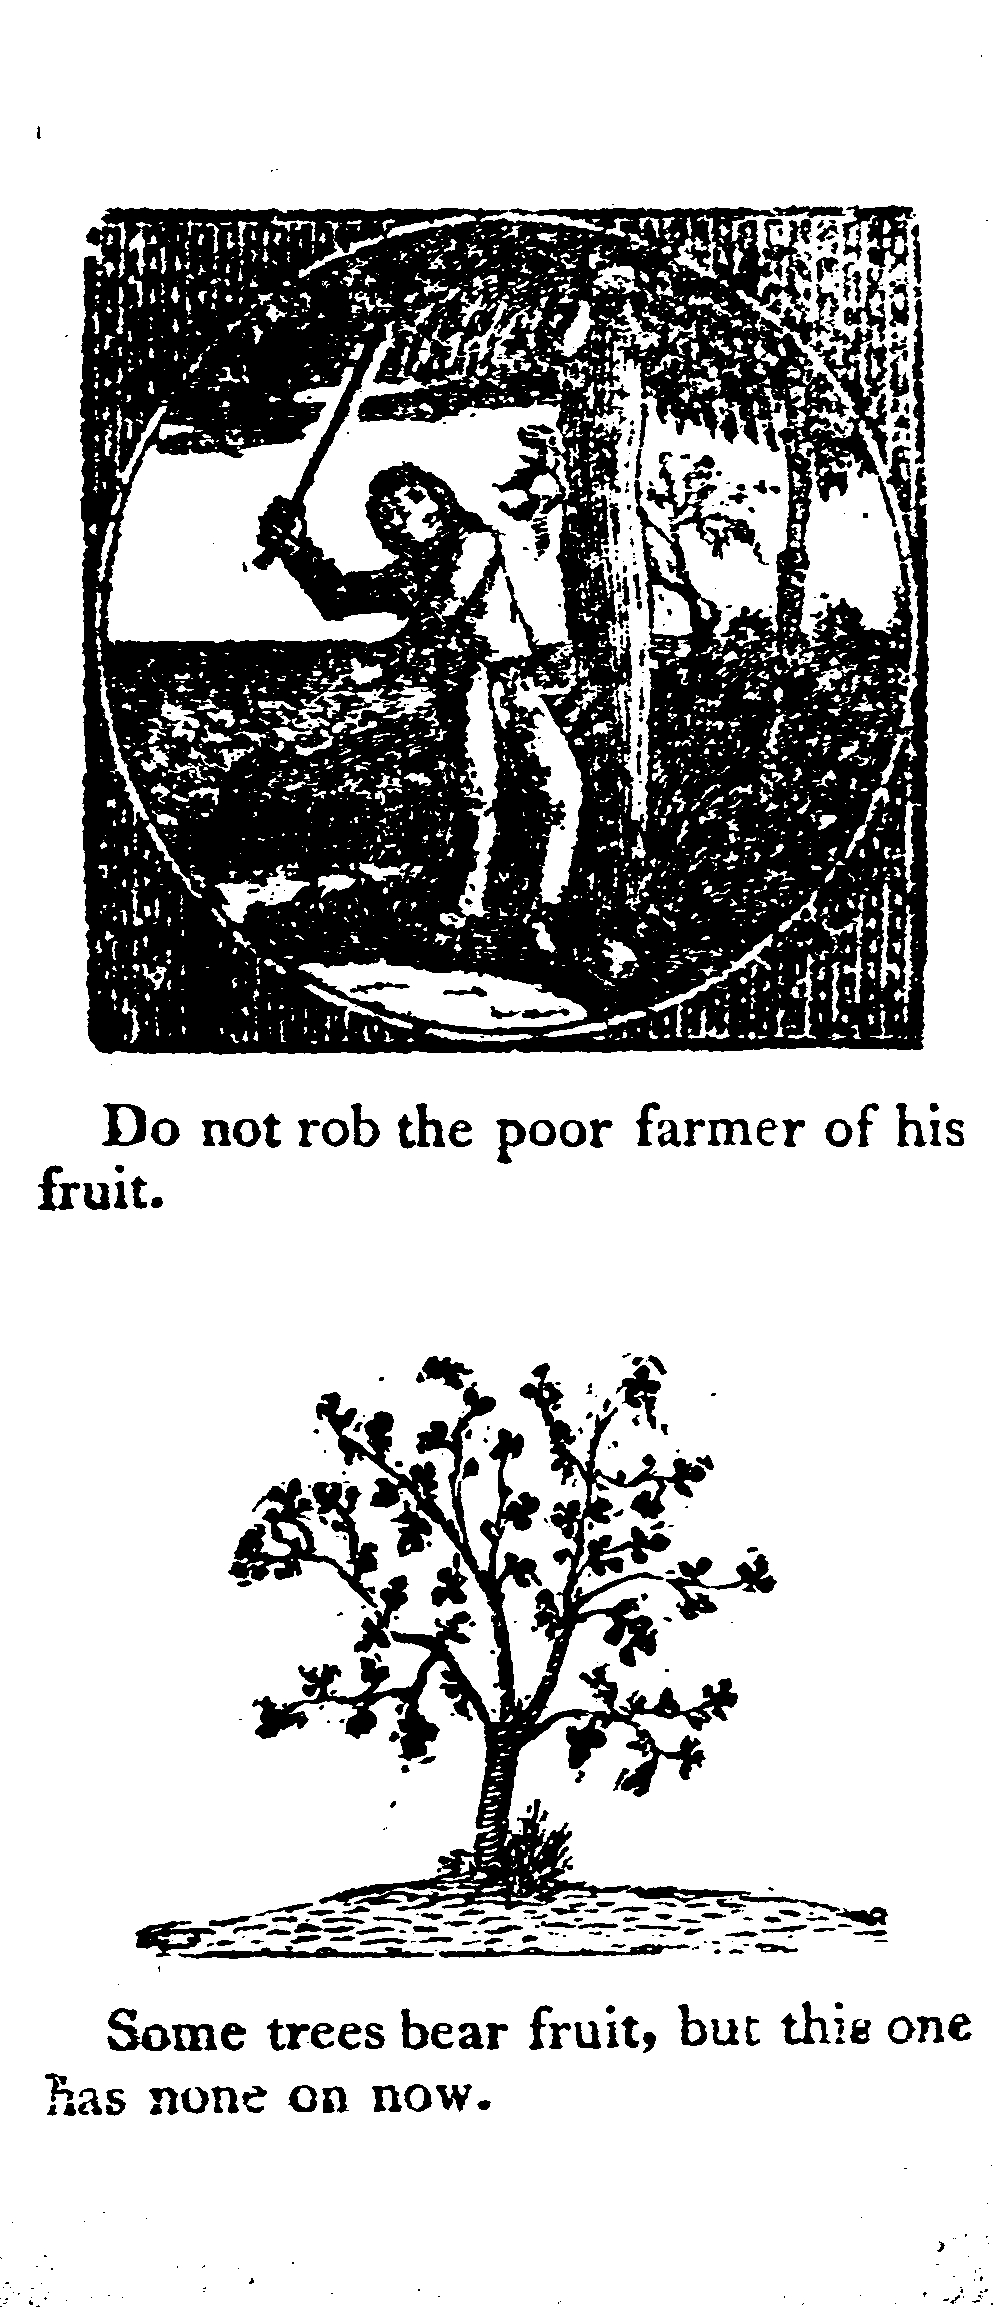 Do not rob the poor farmer of his
fruit.
Some trees bear fruit, but this one
has none on now.